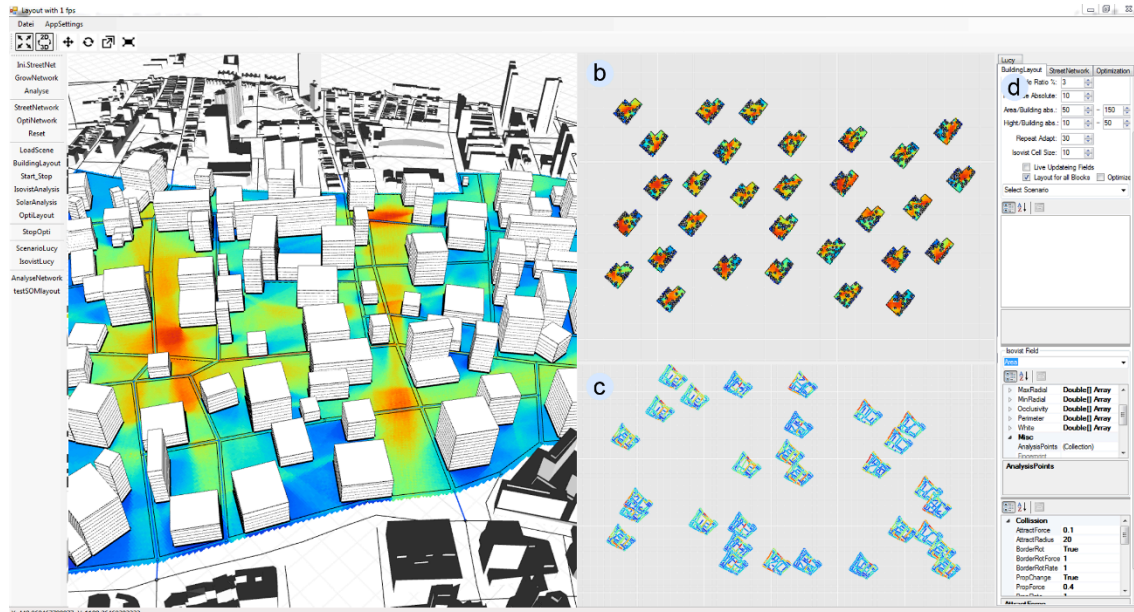 Layout with 1 fps
Datei AppSettings
2D
3D
Ini.StreetNet
GrowNetwork
Analyse
StreetNetwork
OptiNetwork
Reset
LoadScene
BuildingLayout
Start_Stop
IsovistAnalysis
SolarAnalysis
OptiLayout
StopOpti
ScenarioLucy
IsovistLucy
AnalyseNetwork
testSOMlayout
b
c
Lucy
BuildingLayout StreetNetwork Optimization
d
Ratio %: 3
Absolute: 10
Area/Building abs.: 50 - 150
Hight/Building abs.: 10 - 50
Repeat Adapt: 30
Isovist Cell Size: 10
Live Updateing Fields
Layout for all Blocks Optimize
Select Scenario
Isovist Field
Area
MaxRadial Double[] Array
MinRadial Double[] Array
Occlusivity Double[] Array
Perimeter Double[] Array
White Double[] Array
Misc
AnalysisPoints (Collection)
AnalysisPoints
Collision
AttractForce 0.1
AttractRadius 20
BorderRot True
BorderRotForce 1
BorderRotRate 1
PropChange True
PropForce 0.4